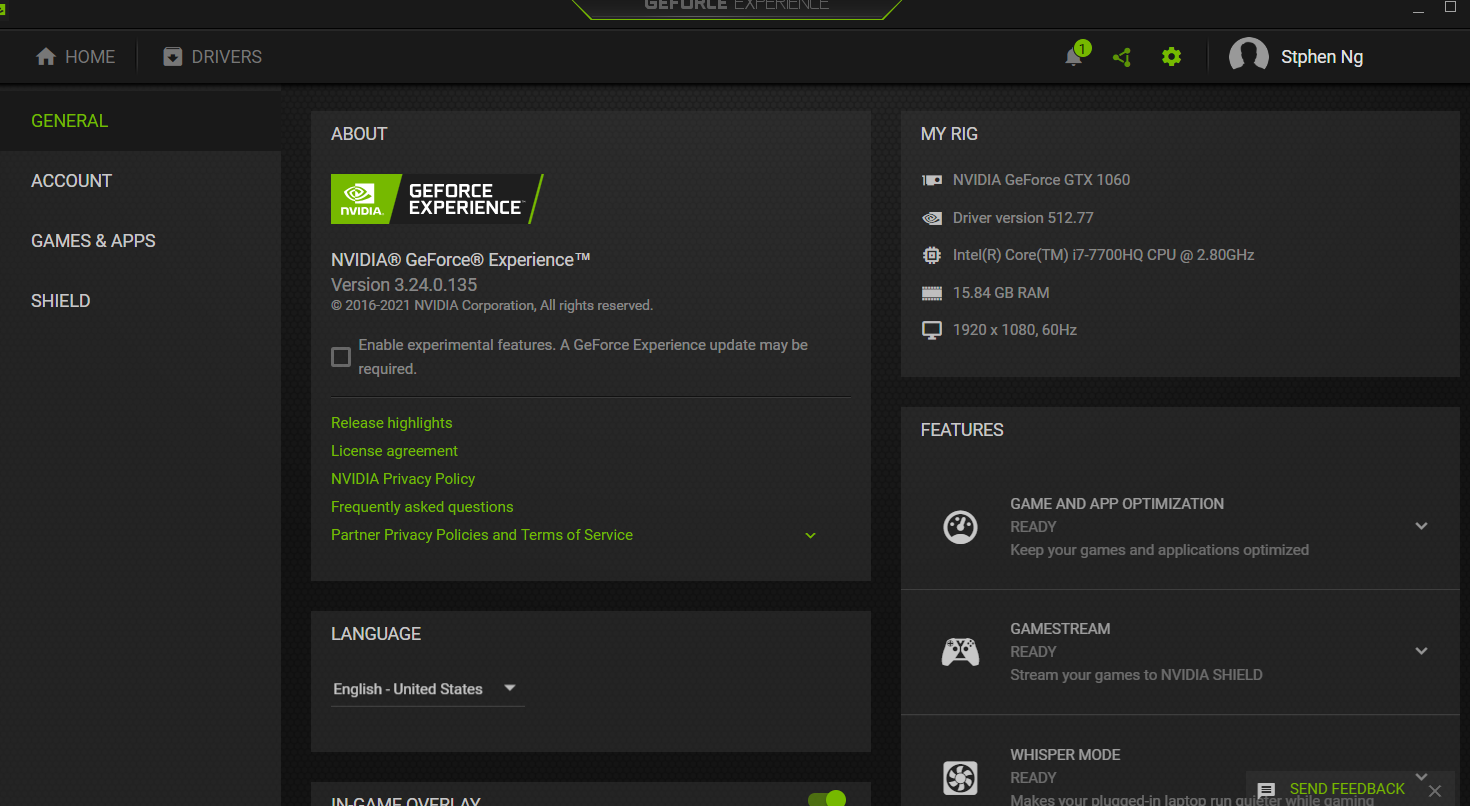 GEFORCE EXPERIENCE
HOME
DRIVERS
1
Stphen Ng
GENERAL
ACCOUNT
GAMES & APPS
SHIELD
ABOUT
NVIDIA.
GEFORCE
EXPERIENCE
NVIDIA® GeForce® Experience™
Version 3.24.0.135
© 2016-2021 NVIDIA Corporation, All rights reserved.
Enable experimental features. A GeForce Experience update may be
required.
Release highlights
License agreement
NVIDIA Privacy Policy
Frequently asked questions
Partner Privacy Policies and Terms of Service
LANGUAGE
English - United States
IN-GAME OVERLAY
MY RIG
NVIDIA GeForce GTX 1060
Driver version 512.77
Intel(R) Core(TM) i7-7700HQ CPU @ 2.80GHz
15.84 GB RAM
1920 x 1080, 60Hz
FEATURES
GAME AND APP OPTIMIZATION
READY
Keep your games and applications optimized
GAMESTREAM
READY
Stream your games to NVIDIA SHIELD
WHISPER MODE
READY
Makes your plugged-in laptop run quieter while gaming
SEND FEEDBACK